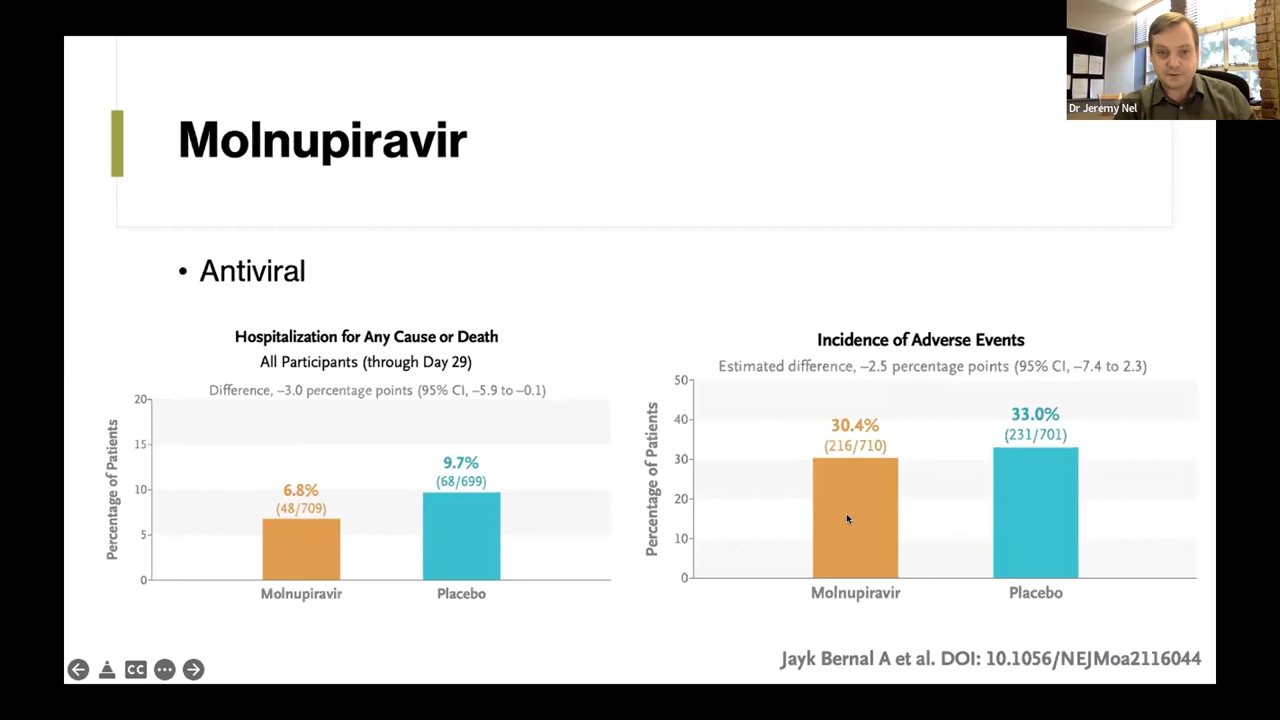 Dr Jeremy Nel
Molnupiravir
• Antiviral
Hospitalization for Any Cause or Death
All Participants (through Day 29)
Difference, –3.0 percentage points (95% CI, –5.9 to –0.1)
Percentage of Patients
20
15
10
5
0
6.8%
(48/709)
9.7%
(68/699)
Molnupiravir
Placebo
Incidence of Adverse Events
Estimated difference, –2.5 percentage points (95% CI, –7.4 to 2.3)
Percentage of Patients
50
40
30
20
10
0
30.4%
(216/710)
33.0%
(231/701)
Molnupiravir
Placebo
CC
Jayk Bernal A et al. DOI: 10.1056/NEJMoa2116044